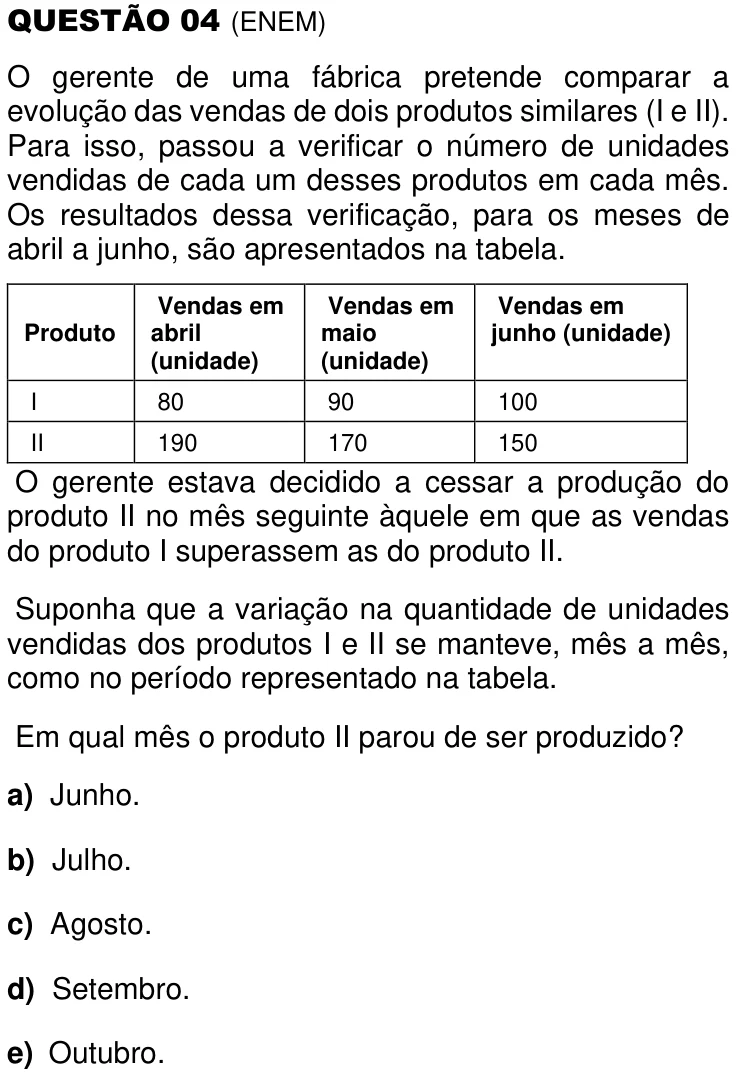 QUESTÃO 04 (ENEM)
O gerente de uma fábrica pretende comparar a
evolução das vendas de dois produtos similares (I e II).
Para isso, passou a verificar o número de unidades
vendidas de cada um desses produtos em cada mês.
Os resultados dessa verificação, para os meses de
abril a junho, são apresentados na tabela.
Produto | Vendas em abril (unidade) | Vendas em maio (unidade) | Vendas em junho (unidade)
I | 80 | 90 | 100
II | 190 | 170 | 150
O gerente estava decidido a cessar a produção do
produto II no mês seguinte àquele em que as vendas
do produto I superassem as do produto II.
Suponha que a variação na quantidade de unidades
vendidas dos produtos I e II se manteve, mês a mês,
como no período representado na tabela.
Em qual mês o produto II parou de ser produzido?
a) Junho.
b) Julho.
c) Agosto.
d) Setembro.
e) Outubro.